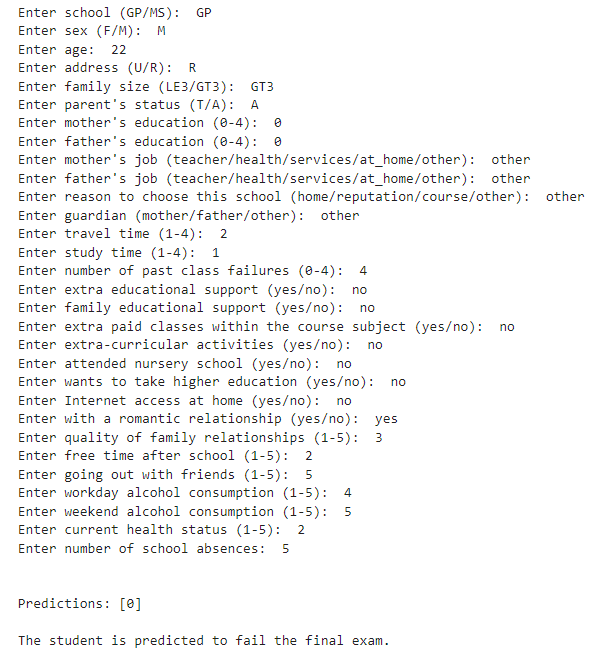 Enter school (GP/MS):  GP
Enter sex (F/M):  M
Enter age:  22
Enter address (U/R):  R
Enter family size (LE3/GT3):  GT3
Enter parent's status (T/A):  A
Enter mother's education (0-4):  0
Enter father's education (0-4):  0
Enter mother's job (teacher/health/services/at_home/other):  other
Enter father's job (teacher/health/services/at_home/other):  other
Enter reason to choose this school (home/reputation/course/other):  other
Enter guardian (mother/father/other):  other
Enter travel time (1-4):  2
Enter study time (1-4):  1
Enter number of past class failures (0-4):  4
Enter extra educational support (yes/no):  no
Enter family educational support (yes/no):  no
Enter extra paid classes within the course subject (yes/no):  no
Enter extra-curricular activities (yes/no):  no
Enter attended nursery school (yes/no):  no
Enter wants to take higher education (yes/no):  no
Enter Internet access at home (yes/no):  no
Enter with a romantic relationship (yes/no):  yes
Enter quality of family relationships (1-5):  3
Enter free time after school (1-5):  2
Enter going out with friends (1-5):  5
Enter workday alcohol consumption (1-5):  4
Enter weekend alcohol consumption (1-5):  5
Enter current health status (1-5):  2
Enter number of school absences:  5
Predictions: [0]
The student is predicted to fail the final exam.